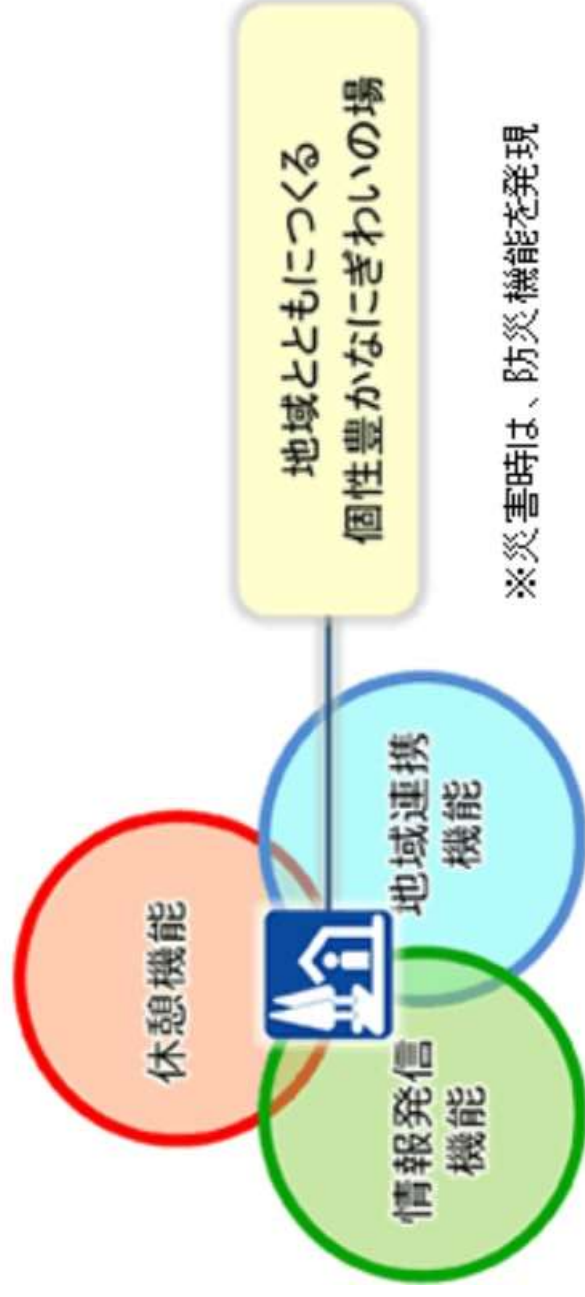 休憩機能
情報発信
機能
地域連携
機能
地域とともにつくる
個性豊かなにぎわいの場
※災害時は、防災機能を発現